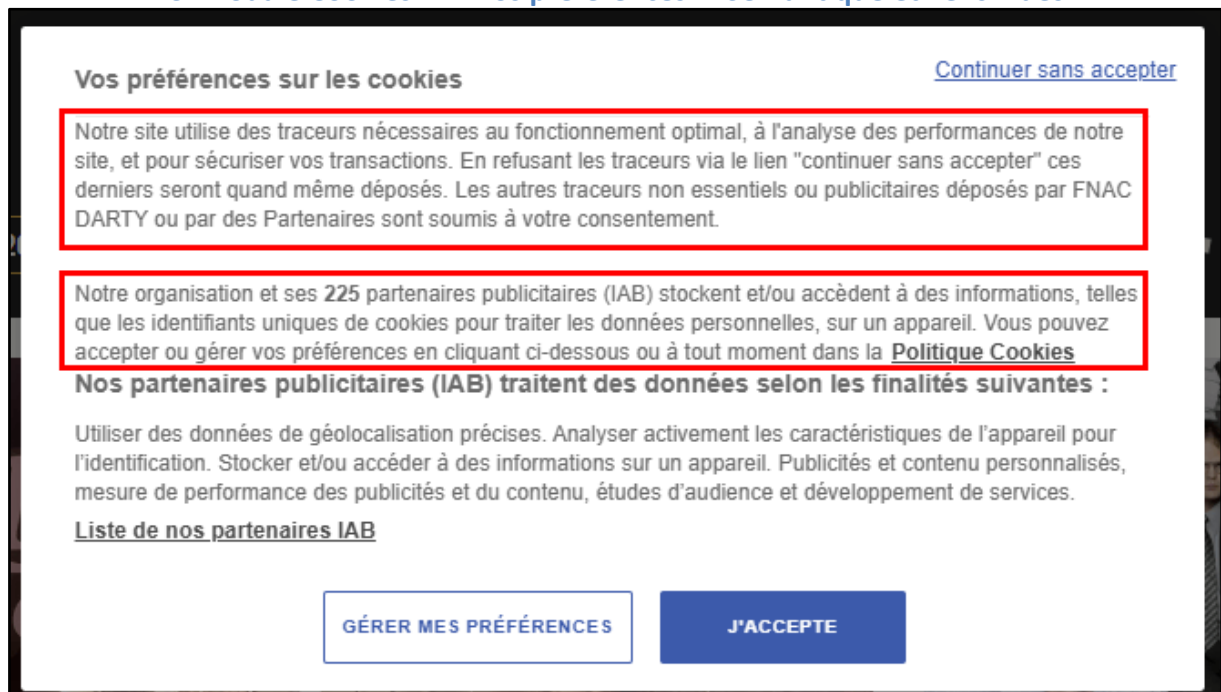 Vos préférences sur les cookies
Continuer sans accepter
Notre site utilise des traceurs nécessaires au fonctionnement optimal, à l'analyse des performances de notre
site, et pour sécuriser vos transactions. En refusant les traceurs via le lien "continuer sans accepter" ces
derniers seront quand même déposés. Les autres traceurs non essentiels ou publicitaires déposés par FNAC
DARTY ou par des Partenaires sont soumis à votre consentement.
Notre organisation et ses 225 partenaires publicitaires (IAB) stockent et/ou accèdent à des informations, telles
que les identifiants uniques de cookies pour traiter les données personnelles, sur un appareil. Vous pouvez
accepter ou gérer vos préférences en cliquant ci-dessous ou à tout moment dans la Politique Cookies
Nos partenaires publicitaires (IAB) traitent des données selon les finalités suivantes :
Utiliser des données de géolocalisation précises. Analyser activement les caractéristiques de l’appareil pour
l’identification. Stocker et/ou accéder à des informations sur un appareil. Publicités et contenu personnalisés,
mesure de performance des publicités et du contenu, études d’audience et développement de services.
Liste de nos partenaires IAB
GÉRER MES PRÉFÉRENCES
J'ACCEPTE